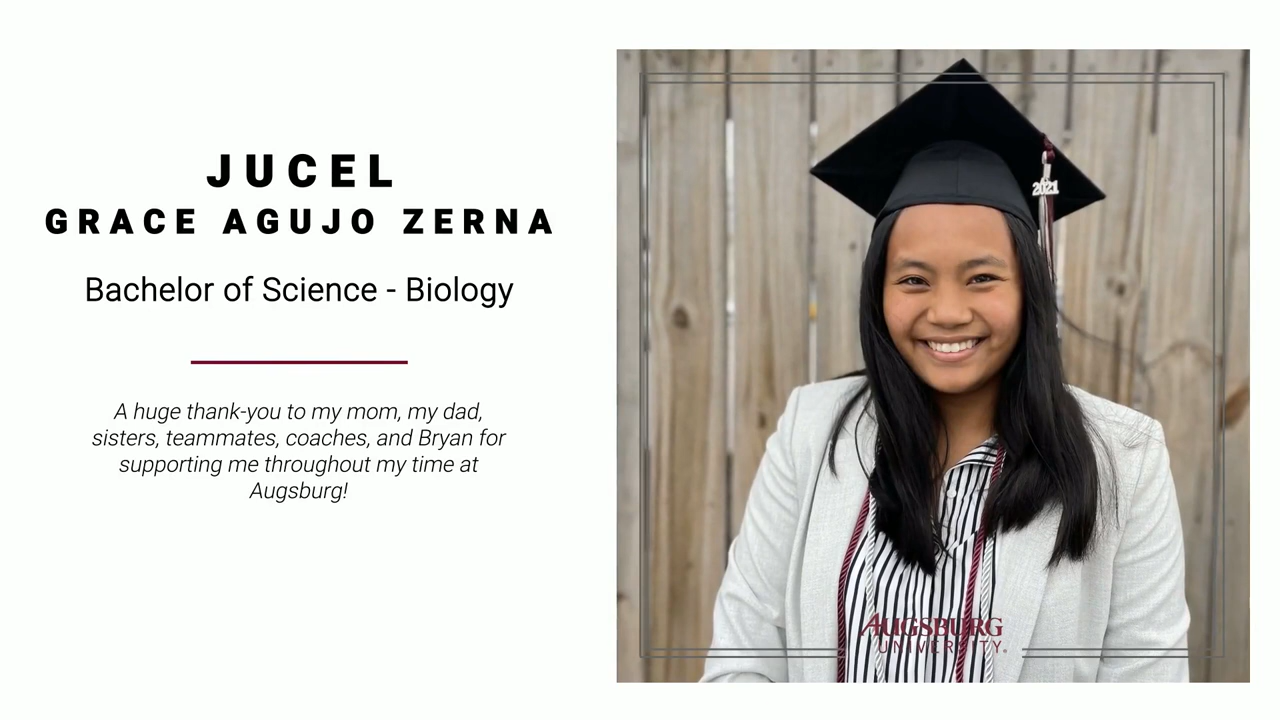 JUCEL
GRACE AGUJO ZERNA
Bachelor of Science - Biology
A huge thank-you to my mom, my dad,
sisters, teammates, coaches, and Bryan for
supporting me throughout my time at
Augsburg!
2021
AUGSBURG
UNIVERSITY